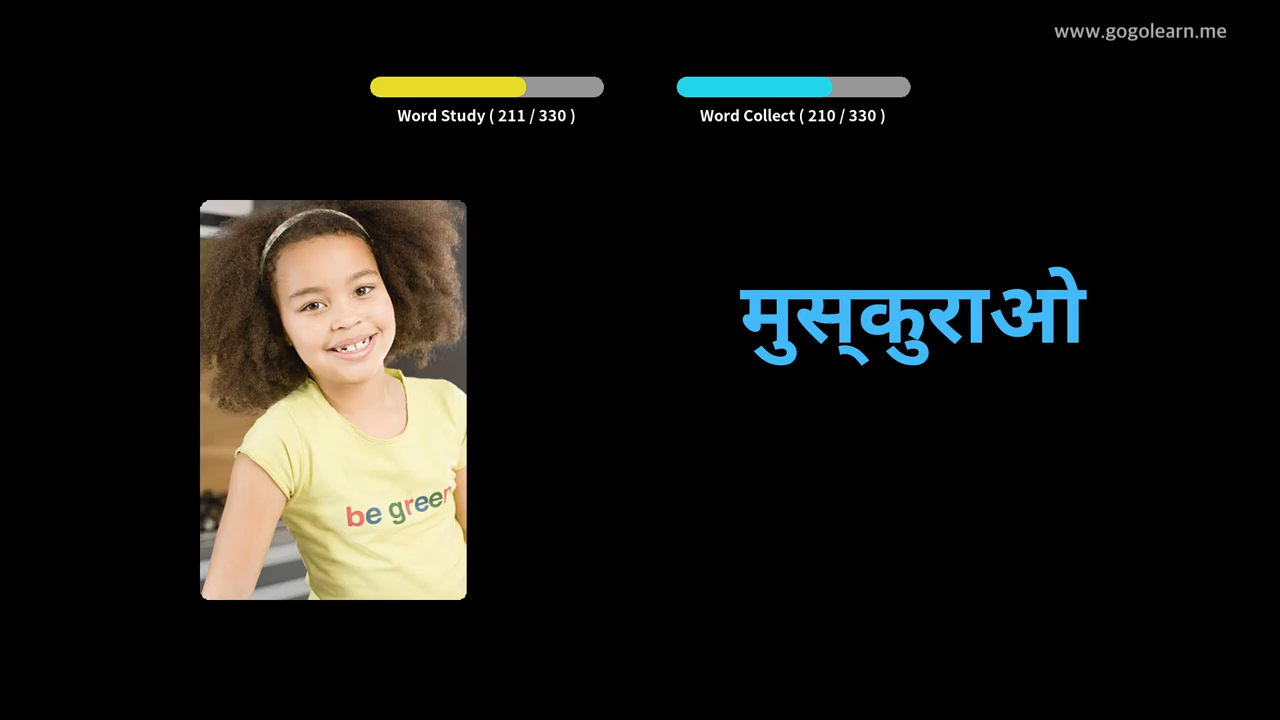 www.gogolearn.me
Word Study ( 211 / 330 )
Word Collect ( 210 / 330 )
मुस्कुराओ
be green